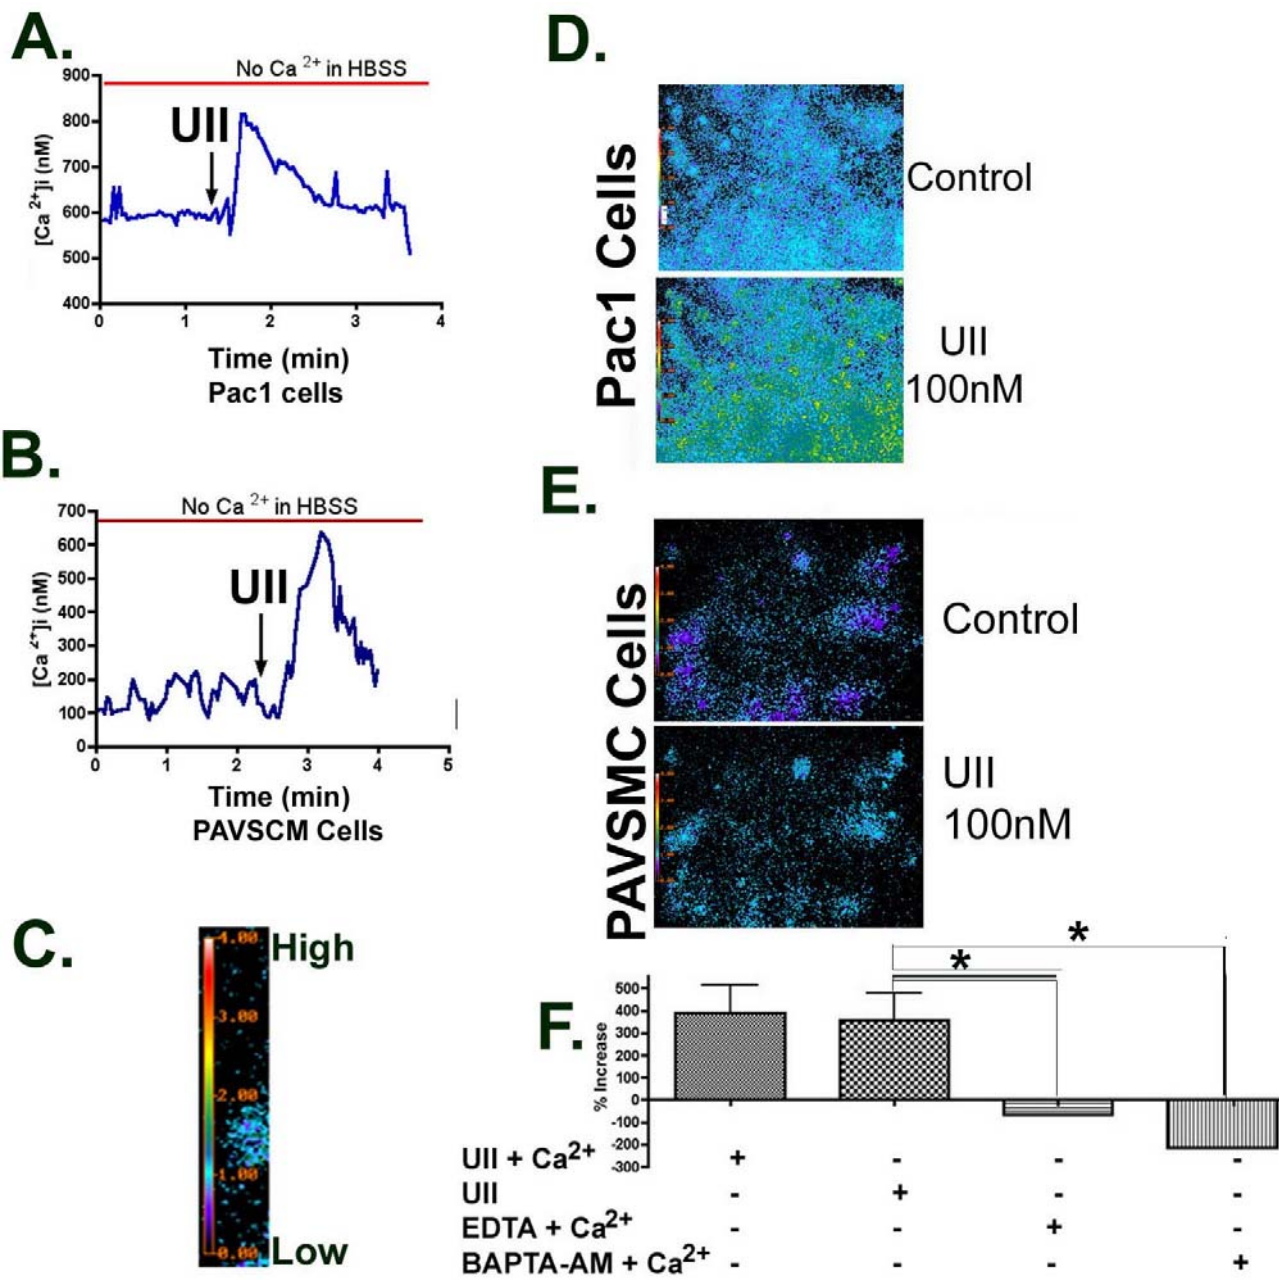 A.
No Ca 2+ in HBSS
UII
900
800
700
600
500
400
[Ca 2+]i (nM)
0 1 2 3 4
Time (min)
Pac1 cells
B.
No Ca 2+ in HBSS
UII
700
600
500
400
300
200
100
0
[Ca 2+]i (nM)
0 1 2 3 4 5
Time (min)
PAVSCM Cells
C.
4.00
3.00
2.00
1.00
0.00
High
Low
D.
Pac1 Cells
Control
UII
100nM
E.
PAVSMC Cells
Control
UII
100nM
F.
% Increase
500
400
300
200
100
0
-100
-200
-300
*
*
UII + Ca2+ + - - -
UII - + - -
EDTA + Ca2+ - - + -
BAPTA-AM + Ca2+ - - - +